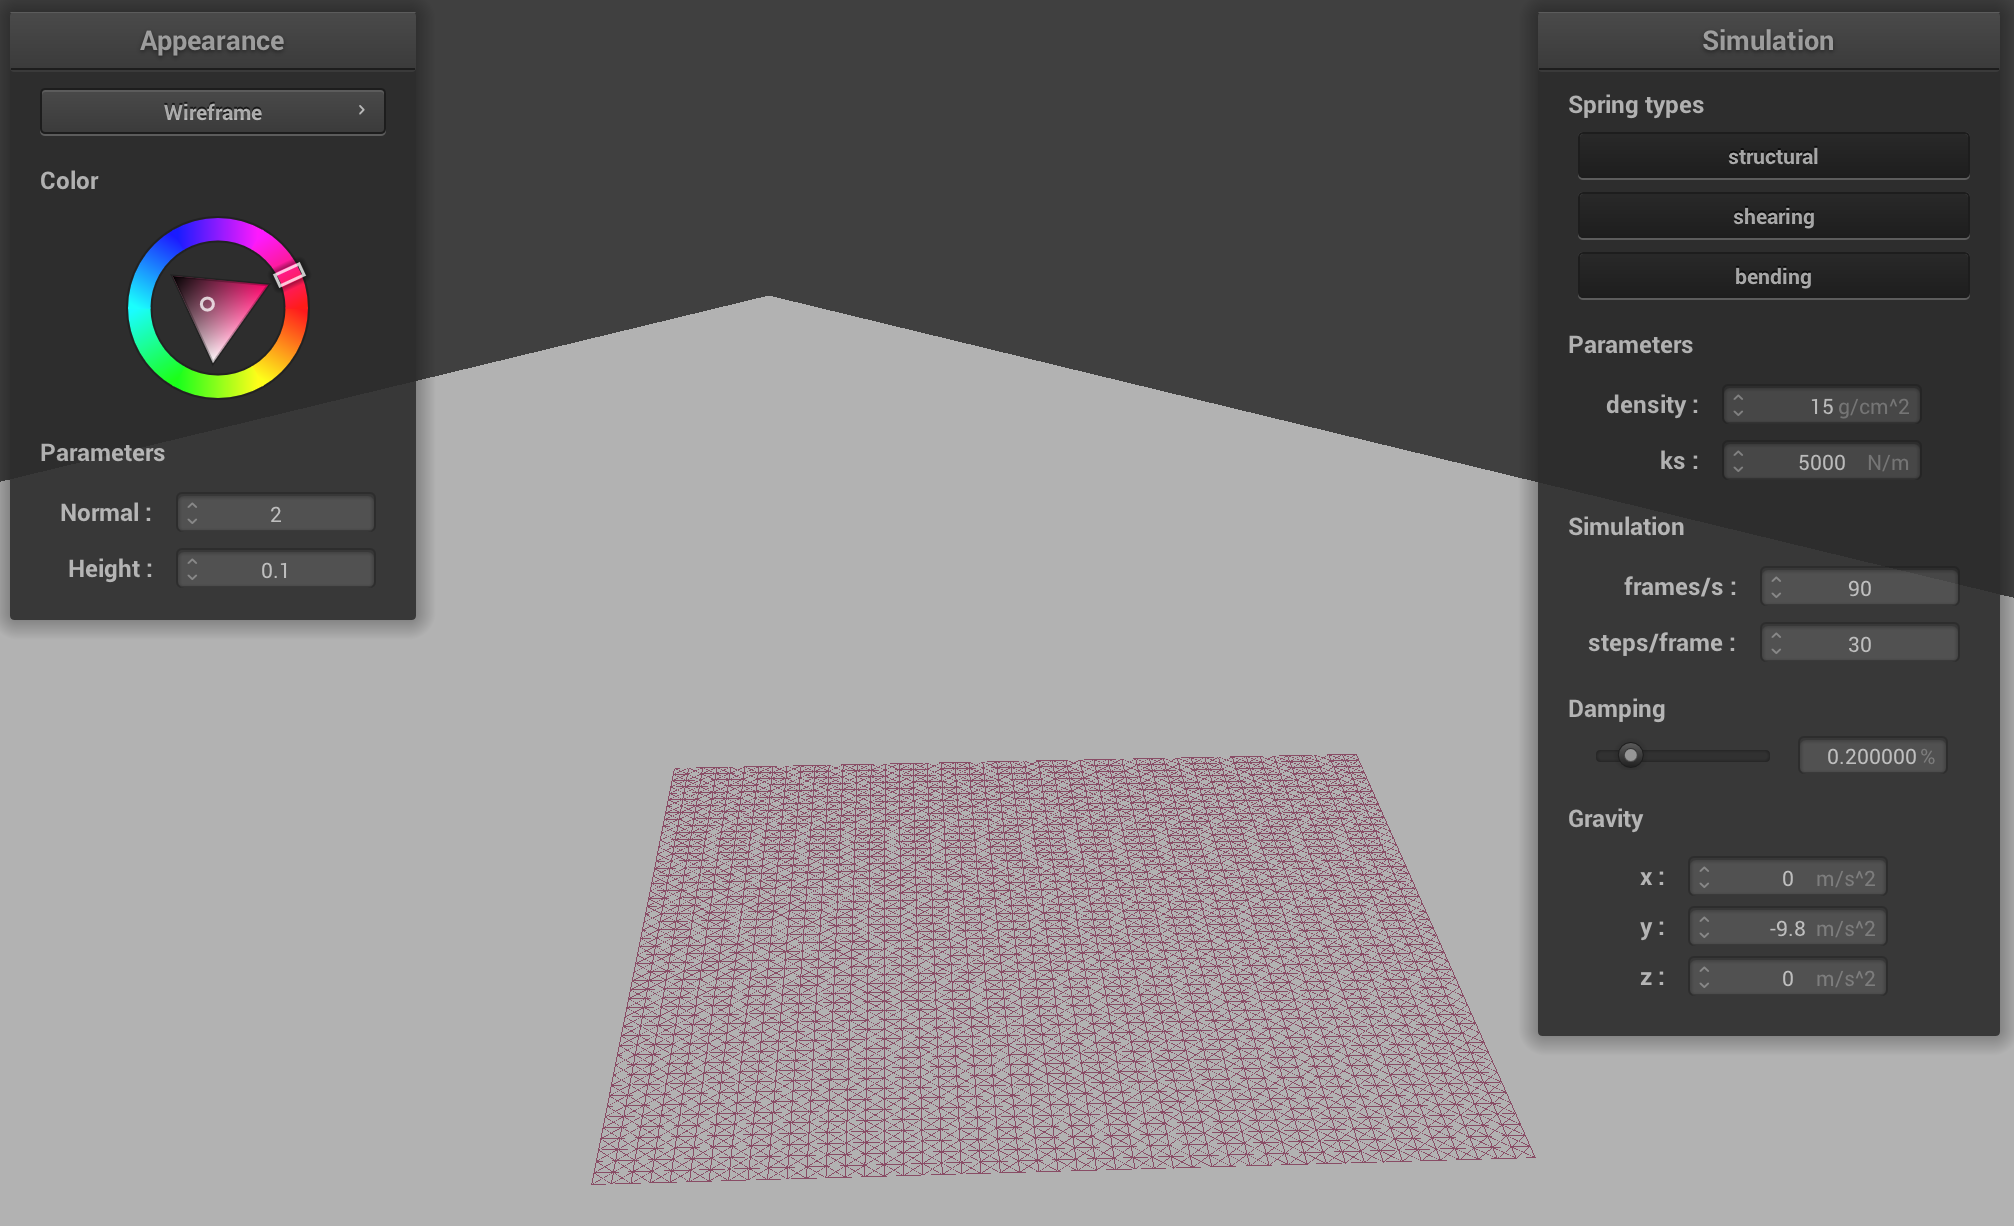 Appearance
Wireframe
Color
Parameters
Normal : 2
Height : 0.1
Simulation
Spring types
structural
shearing
bending
Parameters
density : 15 g/cm^2
ks : 5000 N/m
Simulation
frames/s : 90
steps/frame : 30
Damping
0.200000 %
Gravity
x : 0 m/s^2
y : -9.8 m/s^2
z : 0 m/s^2